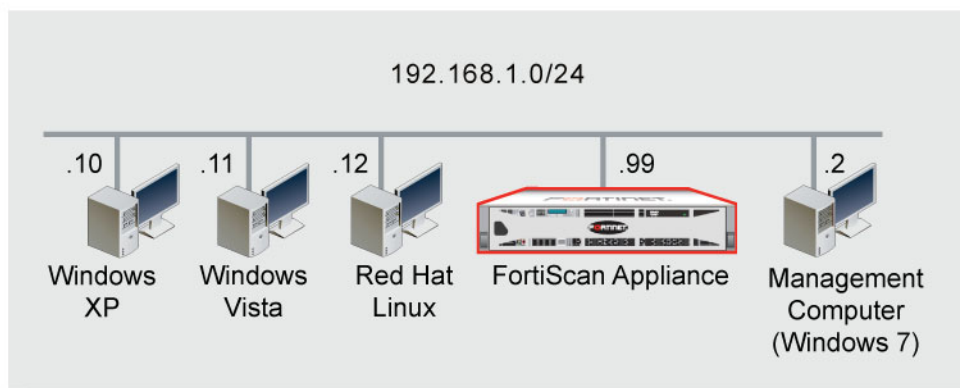 192.168.1.0/24
.10
.11
.12
.99
.2
FORTINET
Windows
XP
Windows
Vista
Red Hat
Linux
FortiScan Appliance
Management
Computer
(Windows 7)